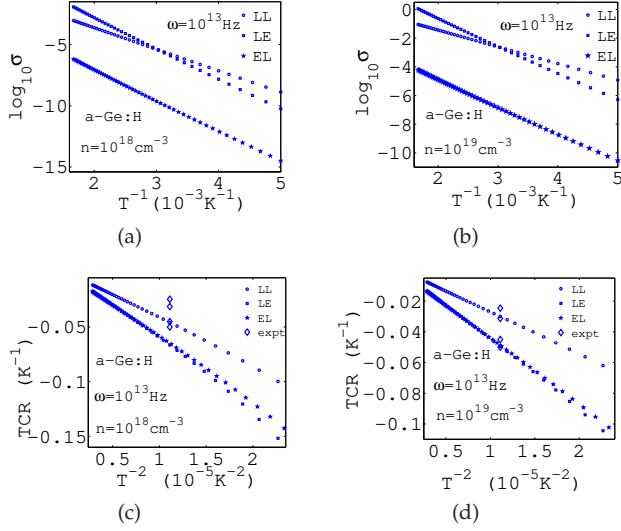 log10σ
−5
−10
−15
2 3 4 5
T−1(10−3K−1)
ω=10^13Hz
LL
LE
EL
a-Ge:H
n=10^18cm−3
(a)
log10σ
0
−2
−4
−6
−8
−10
2 3 4 5
T−1(10−3K−1)
ω=10^13Hz
LL
LE
EL
a-Ge:H
n=10^19cm−3
(b)
TCR (K−1)
−0.05
−0.1
−0.15
0.5 1 1.5 2
T−2 (10−5K−2)
LL
LE
EL
expt
a-Ge:H
ω=10^13Hz
n=10^18cm−3
(c)
TCR (K−1)
−0.02
−0.04
−0.06
−0.08
−0.1
0.5 1 1.5 2
T−2 (10−5K−2)
LL
LE
EL
expt
a-Ge:H
ω=10^13Hz
n=10^19cm−3
(d)